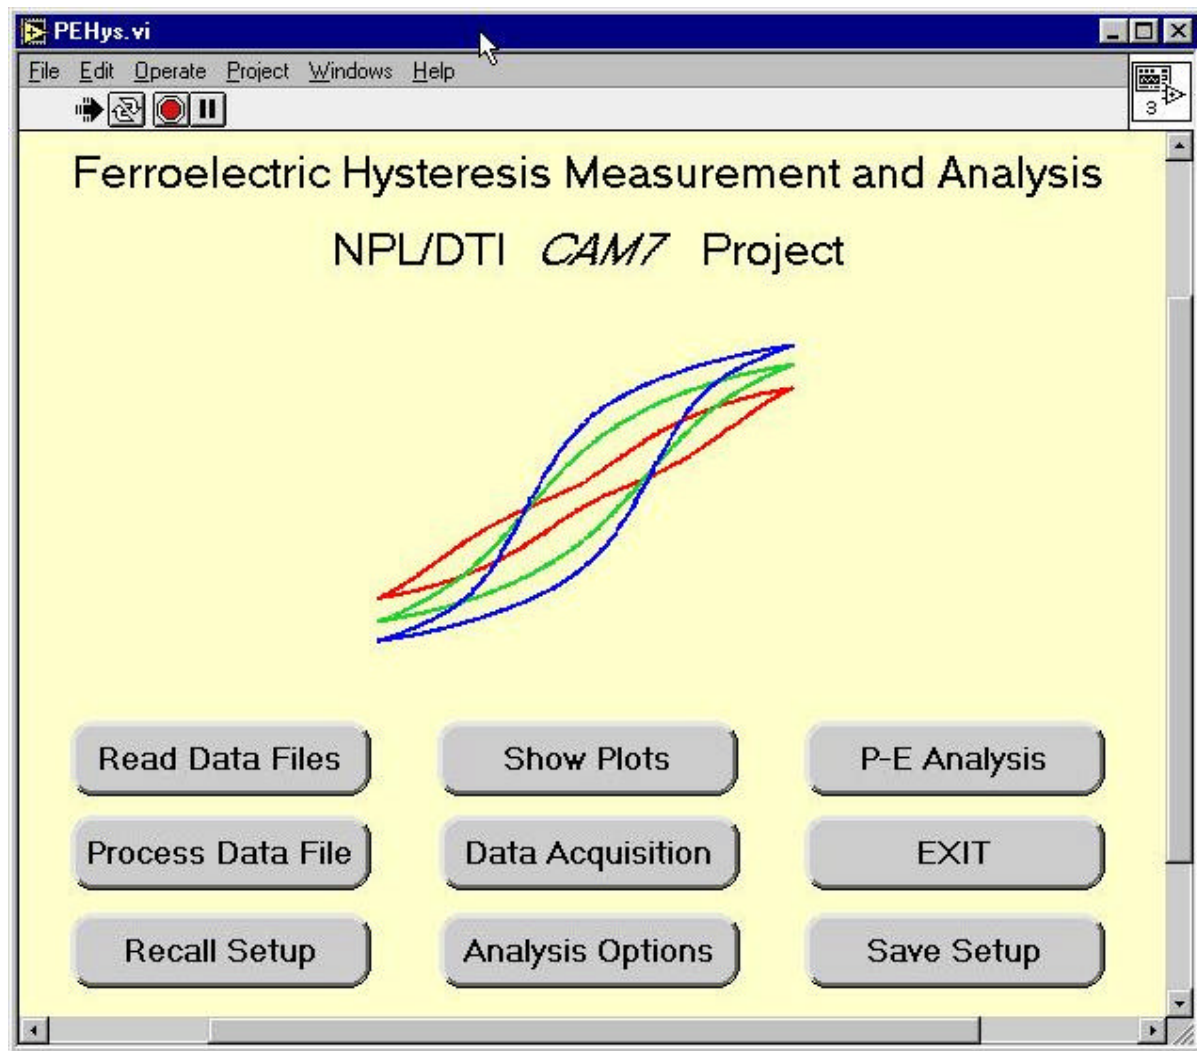 PEHys.vi
File Edit Operate Project Windows Help
3
Ferroelectric Hysteresis Measurement and Analysis
NPL/DTI CAM7 Project
Read Data Files Show Plots P-E Analysis
Process Data File Data Acquisition EXIT
Recall Setup Analysis Options Save Setup